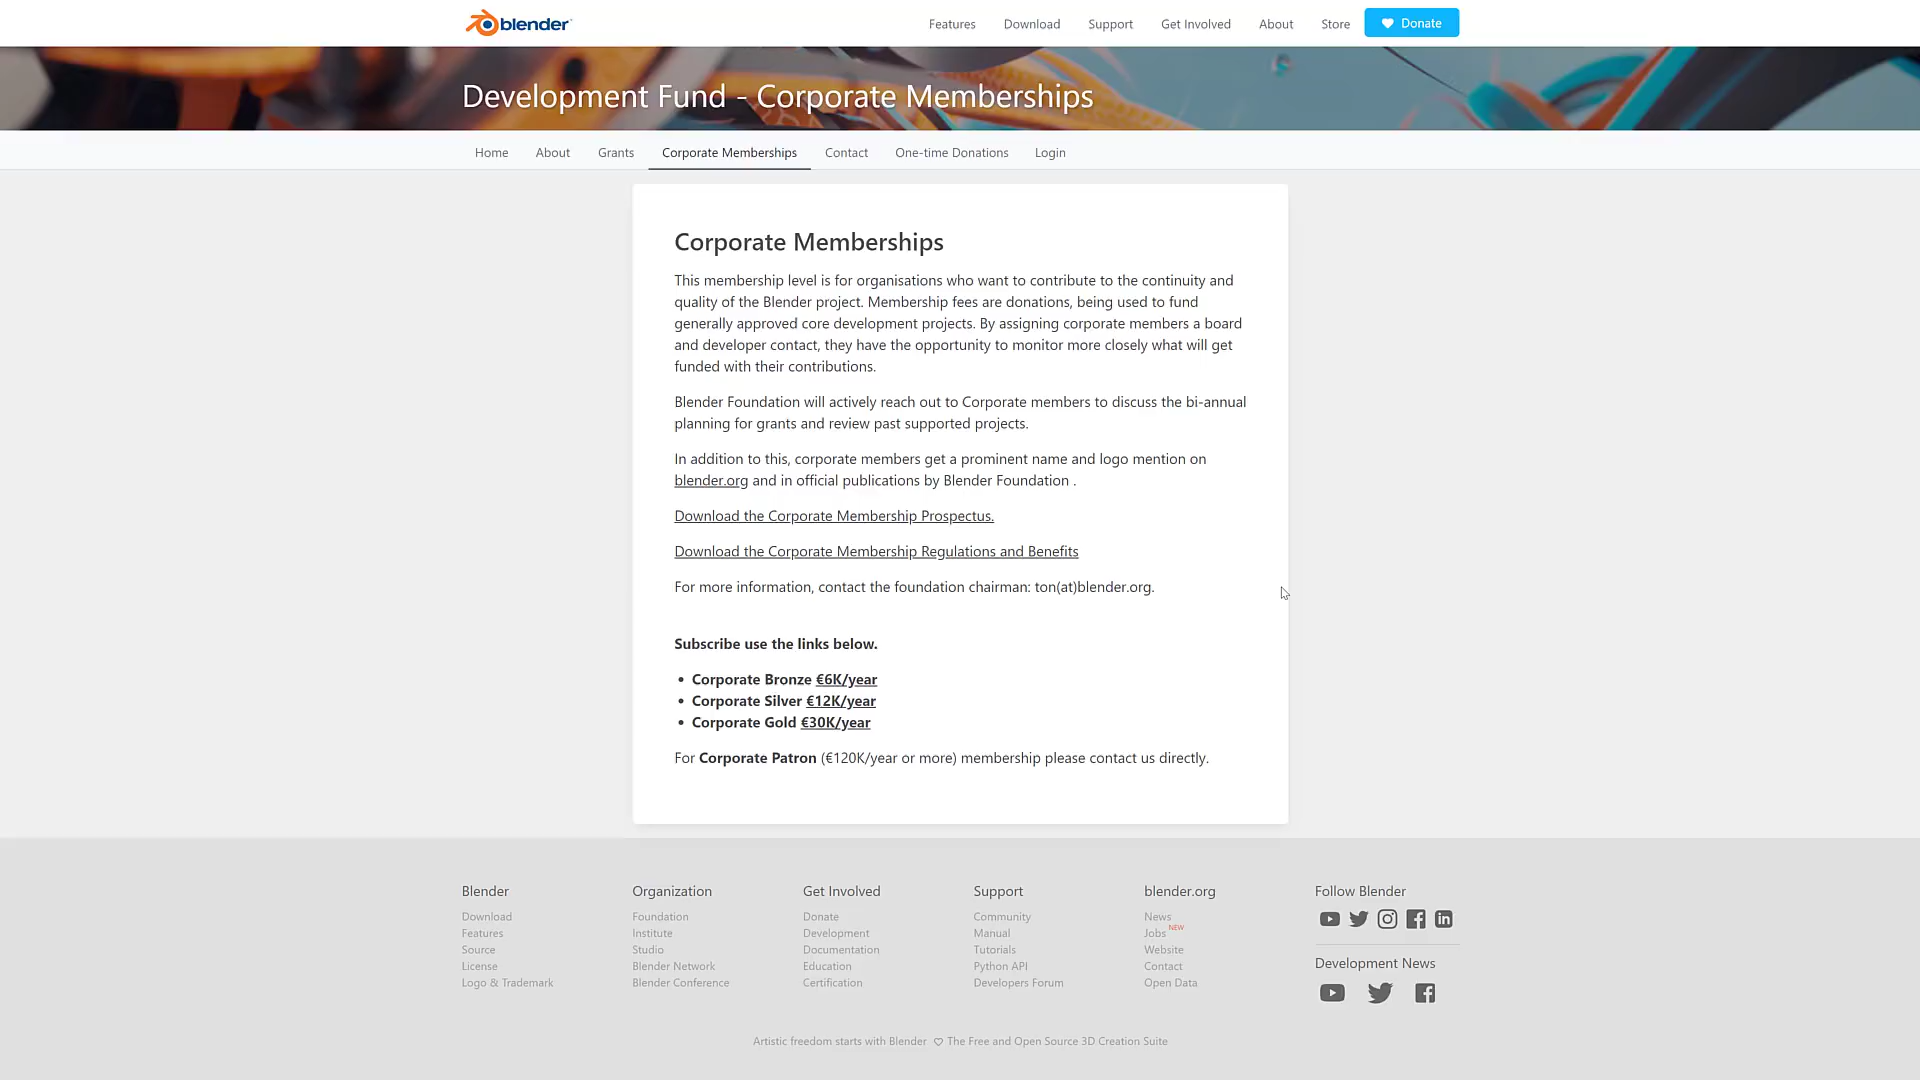 blender
Features Download Support Get Involved About Store Donate
Development Fund - Corporate Memberships
Home About Grants Corporate Memberships Contact One-time Donations Login
Corporate Memberships
This membership level is for organisations who want to contribute to the continuity and
quality of the Blender project. Membership fees are donations, being used to fund
generally approved core development projects. By assigning corporate members a board
and developer contact, they have the opportunity to monitor more closely what will get
funded with their contributions.
Blender Foundation will actively reach out to Corporate members to discuss the bi-annual
planning for grants and review past supported projects.
In addition to this, corporate members get a prominent name and logo mention on
blender.org and in official publications by Blender Foundation .
Download the Corporate Membership Prospectus.
Download the Corporate Membership Regulations and Benefits
For more information, contact the foundation chairman: ton(at)blender.org.
Subscribe use the links below.
• Corporate Bronze €6K/year
• Corporate Silver €12K/year
• Corporate Gold €30K/year
For Corporate Patron (€120K/year or more) membership please contact us directly.
Blender
Download
Features
Source
License
Logo & Trademark
Organization
Foundation
Institute
Studio
Blender Network
Blender Conference
Get Involved
Donate
Development
Documentation
Education
Certification
Support
Community
Manual
Tutorials
Python API
Developers Forum
blender.org
News
Jobs NEW
Website
Contact
Open Data
Follow Blender
Development News
Artistic freedom starts with Blender ♡ The Free and Open Source 3D Creation Suite